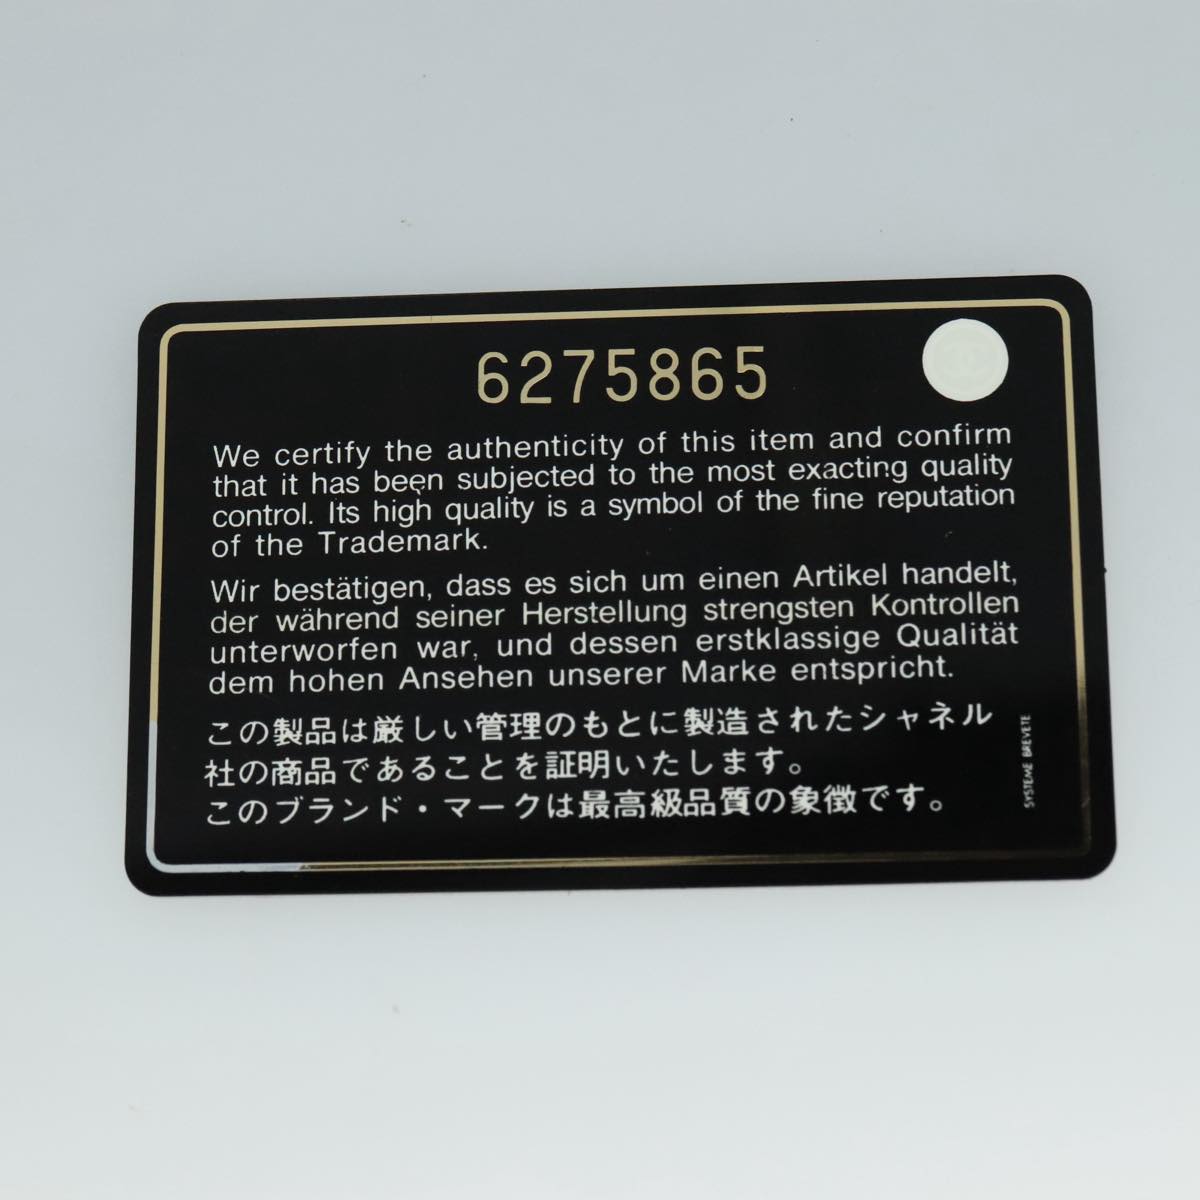 6275865
We certify the authenticity of this item and confirm
that it has been subjected to the most exacting quality
control. Its high quality is a symbol of the fine reputation
of the Trademark.
Wir bestätigen, dass es sich um einen Artikel handelt,
der während seiner Herstellung strengsten Kontrollen
unterworfen war, und dessen erstklassige Qualität
dem hohen Ansehen unserer Marke entspricht.
この製品は厳しい管理のもとに製造されたシャネル
社の商品であることを証明いたします。
このブランド・マークは最高級品質の象徴です。
SYSTEME BREVETE